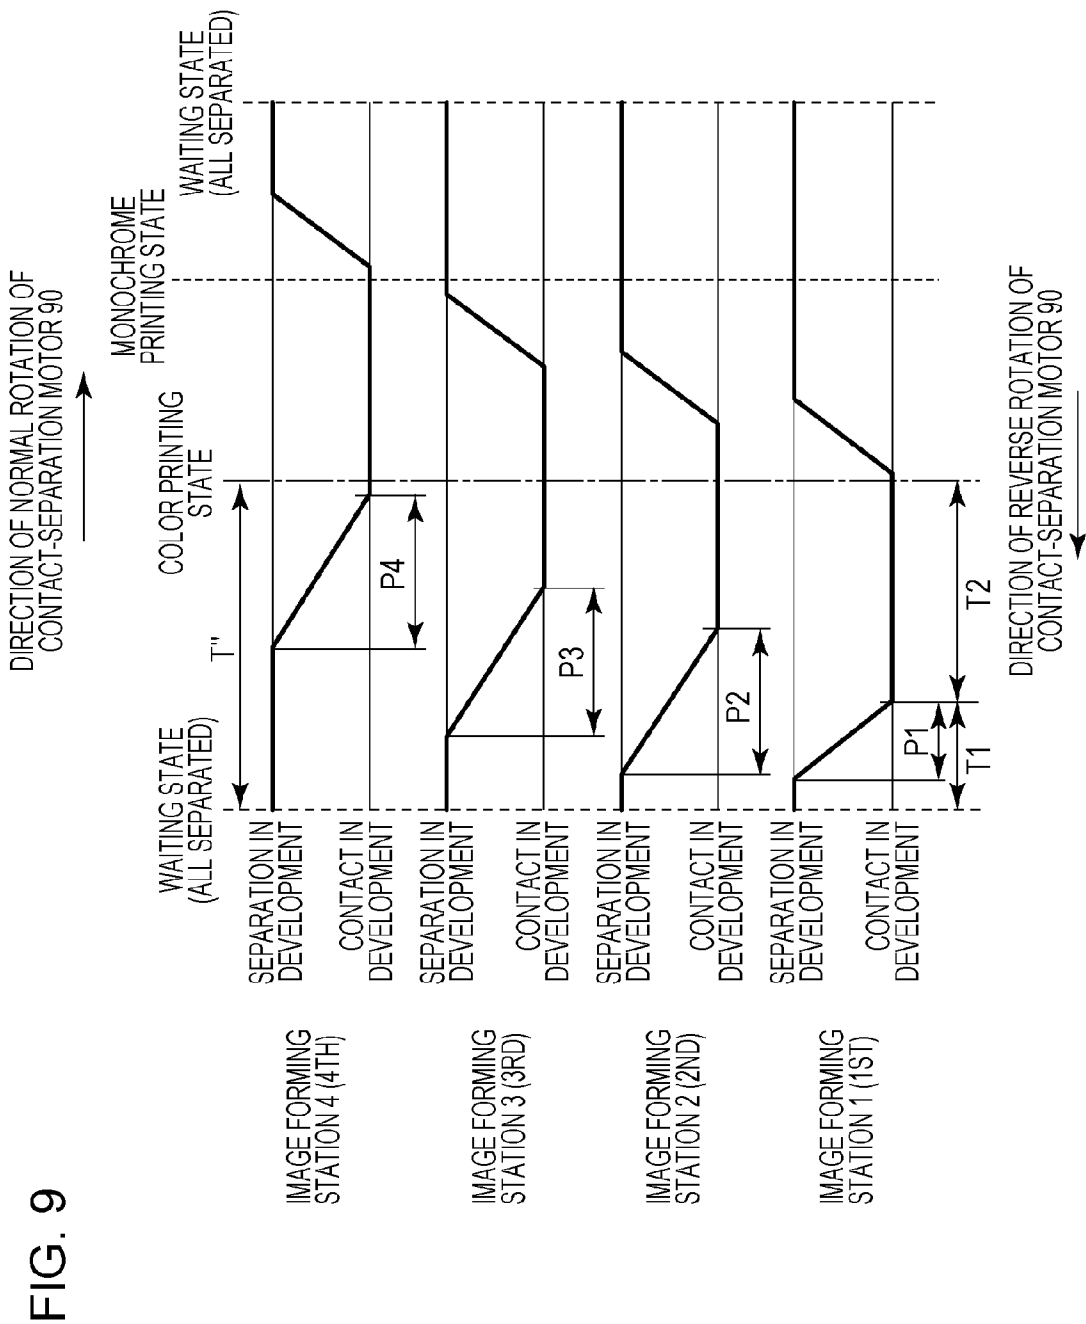 FIG. 9
DIRECTION OF NORMAL ROTATION OF
CONTACT-SEPARATION MOTOR 90
WAITING STATE
(ALL SEPARATED)
COLOR PRINTING
STATE
MONOCHROME
PRINTING STATE
WAITING STATE
(ALL SEPARATED)
T"
IMAGE FORMING
STATION 4 (4TH)
SEPARATION IN
DEVELOPMENT
CONTACT IN
DEVELOPMENT
P4
IMAGE FORMING
STATION 3 (3RD)
SEPARATION IN
DEVELOPMENT
CONTACT IN
DEVELOPMENT
P3
IMAGE FORMING
STATION 2 (2ND)
SEPARATION IN
DEVELOPMENT
CONTACT IN
DEVELOPMENT
P2
IMAGE FORMING
STATION 1 (1ST)
SEPARATION IN
DEVELOPMENT
CONTACT IN
DEVELOPMENT
P1
T1
T2
DIRECTION OF REVERSE ROTATION OF
CONTACT-SEPARATION MOTOR 90